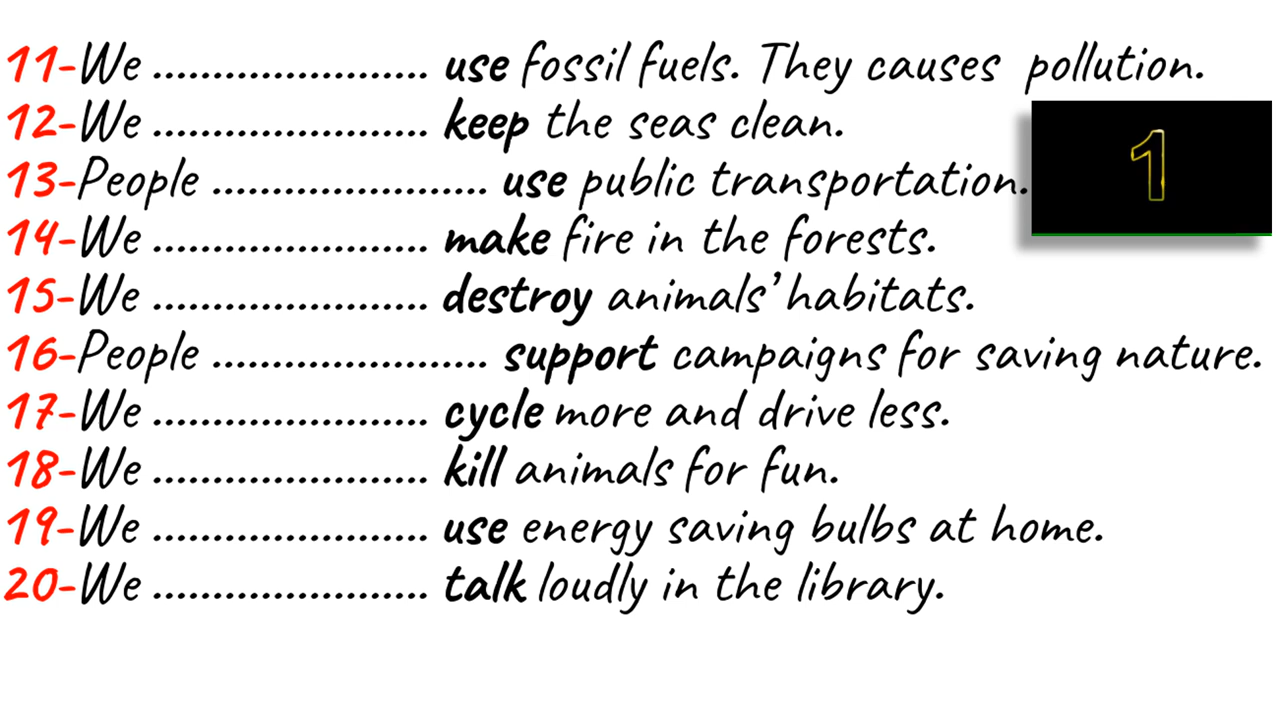 11-We ........................... use fossil fuels. They causes pollution.
12-We ........................... keep the seas clean.
1
13-People ........................... use public transportation.
14-We ........................... make fire in the forests.
15-We ........................... destroy animals’ habitats.
16-People ........................... support campaigns for saving nature.
17-We ........................... cycle more and drive less.
18-We ........................... kill animals for fun.
19-We ........................... use energy saving bulbs at home.
20-We ........................... talk loudly in the library.